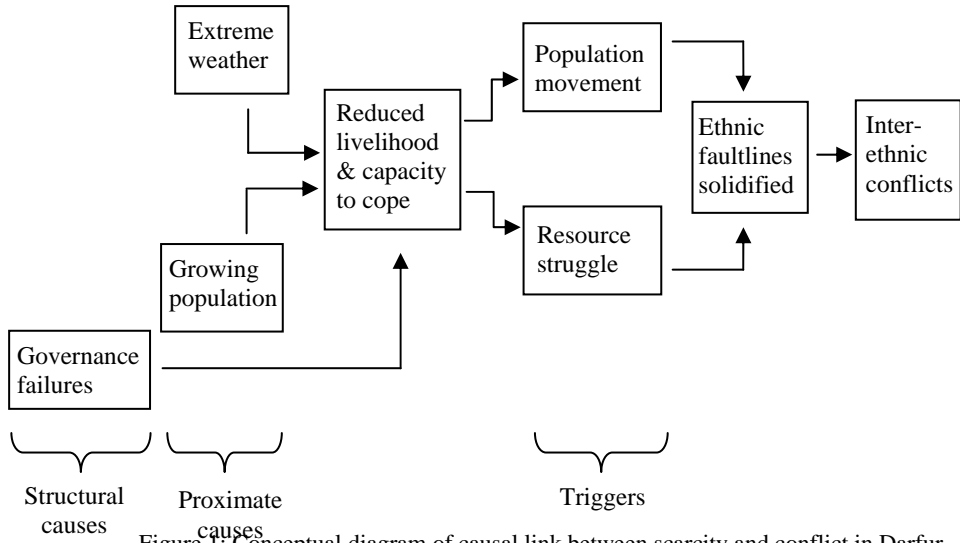 Extreme
weather
Growing
population
Governance
failures
Reduced
livelihood
& capacity
to cope
Population
movement
Resource
struggle
Ethnic
faultlines
solidified
Inter-
ethnic
conflicts
Structural
causes
Proximate
causes
Triggers
Figure 1: Conceptual diagram of causal link between scarcity and conflict in Darfur